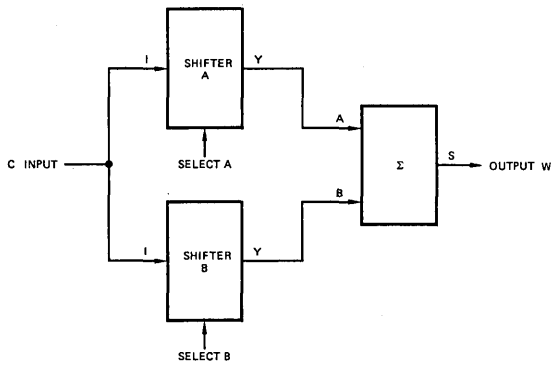 I
SHIFTER
A
Y
SELECT A
A
C INPUT
Σ
S
OUTPUT W
B
I
SHIFTER
B
Y
SELECT B